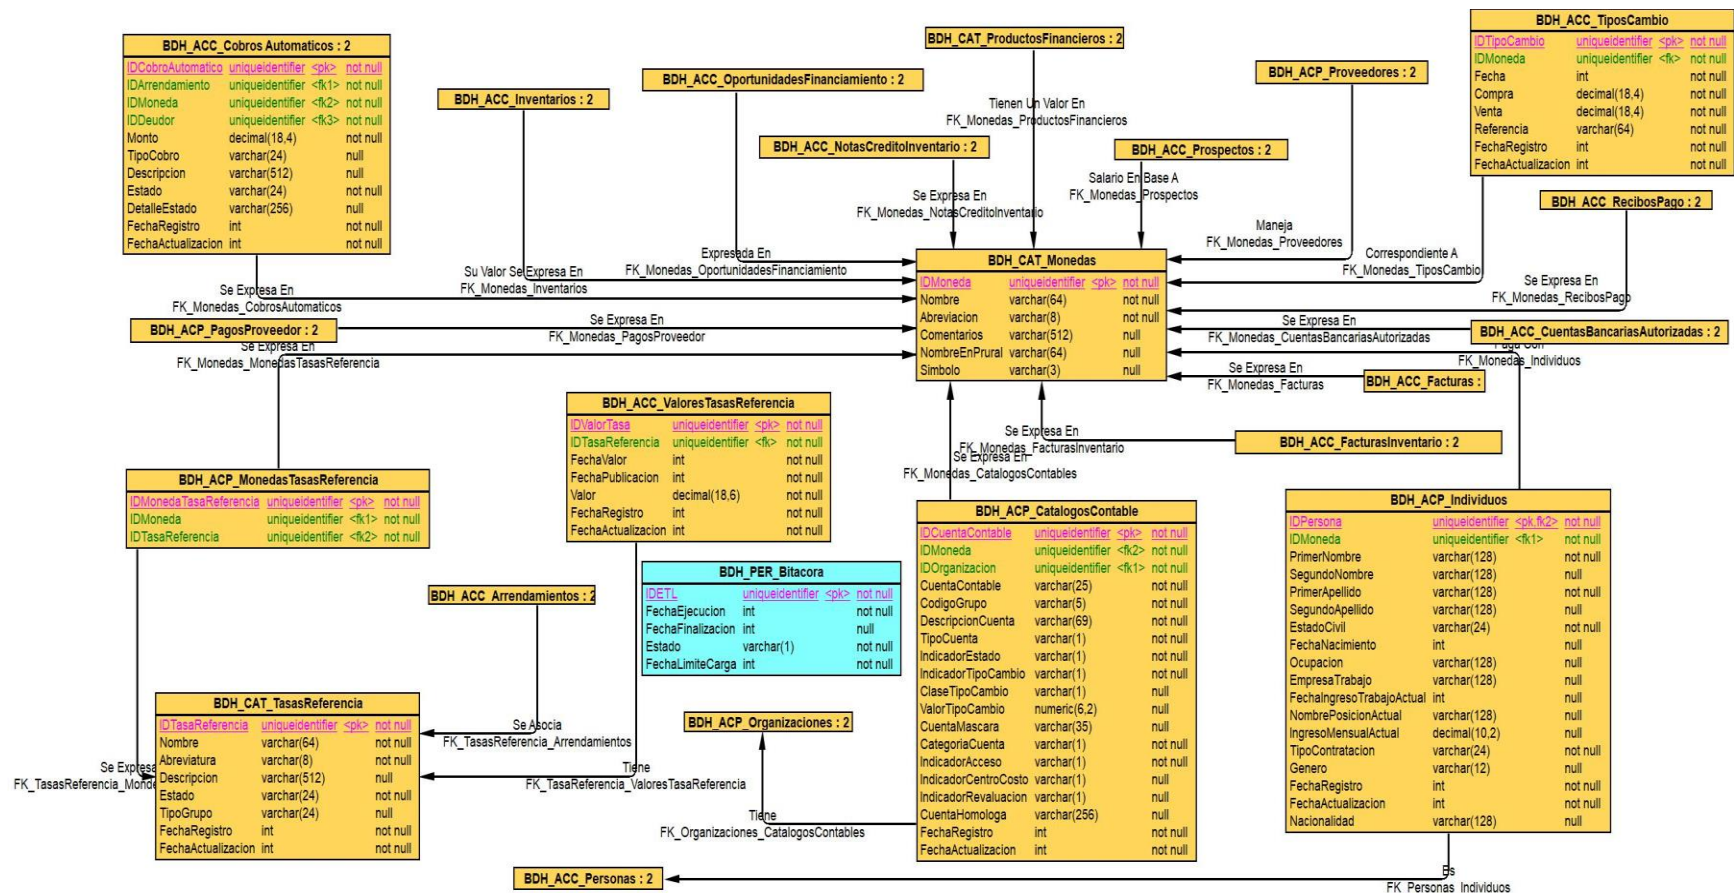 BDH_ACC_Cobros Automaticos : 2
IDCobroAutomatico uniqueidentifier <pk> not null
IDArrendamiento uniqueidentifier <fk1> not null
IDMoneda uniqueidentifier <fk2> not null
IDDeudor uniqueidentifier <fk3> not null
Monto decimal(18,4) not null
TipoCobro varchar(24) null
Descripcion varchar(512) null
Estado varchar(24) not null
DetalleEstado varchar(256) null
FechaRegistro int not null
FechaActualizacion int not null
BDH_ACC_Inventarios : 2
BDH_ACC_OportunidadesFinanciamiento : 2
BDH_CAT_ProductosFinancieros : 2
Tienen Un Valor En
FK_Monedas_ProductosFinancieros
BDH_ACC_NotasCreditoInventario : 2
BDH_ACC_Prospectos : 2
BDH_ACP_Proveedores : 2
BDH_ACC_TiposCambio
IDTipoCambio uniqueidentifier <pk> not null
IDMoneda uniqueidentifier <fk> not null
Fecha int not null
Compra decimal(18,4) not null
Venta decimal(18,4) not null
Referencia varchar(64) not null
FechaRegistro int not null
FechaActualizacion int not null
BDH_ACC_RecibosPago : 2
Se Expresa En
FK_Monedas_NotasCreditoInventario
Salario En Base A
FK_Monedas_Prospectos
Maneja
FK_Monedas_Proveedores
Correspondiente A
FK_Monedas_TiposCambio
Expresada En
FK_Monedas_OportunidadesFinanciamiento
Su Valor Se Expresa En
FK_Monedas_Inventarios
Se Expresa En
FK_Monedas_CobrosAutomaticos
Se Expresa En
FK_Monedas_RecibosPago
BDH_CAT_Monedas
IDMoneda uniqueidentifier <pk> not null
Nombre varchar(64) not null
Abreviacion varchar(8) not null
Comentarios varchar(512) null
NombreEnPrural varchar(64) null
Simbolo varchar(3) null
BDH_ACP_PagosProveedor : 2
Se Expresa En
FK_Monedas_PagosProveedor
Se Expresa En
FK_Monedas_MonedasTasasReferencia
Se Expresa En
FK_Monedas_CuentasBancariasAutorizadas
BDH_ACC_CuentasBancariasAutorizadas : 2
FK_Monedas_Individuos
Se Expresa En
FK_Monedas_Facturas
BDH_ACC_Facturas :
BDH_ACC_ValoresTasasReferencia
IDValorTasa uniqueidentifier <pk> not null
IDTasaReferencia uniqueidentifier <fk> not null
FechaValor int not null
FechaPublicacion int not null
Valor decimal(18,6) not null
FechaRegistro int not null
FechaActualizacion int not null
Se Expresa En
FK_Monedas_FacturasInventario
BDH_ACC_FacturasInventario : 2
Se Expresa En
FK_Monedas_CatalogosContables
BDH_ACP_MonedasTasasReferencia
IDMonedaTasaReferencia uniqueidentifier <pk> not null
IDMoneda uniqueidentifier <fk1> not null
IDTasaReferencia uniqueidentifier <fk2> not null
BDH_PER_Bitacora
IDETL uniqueidentifier <pk> not null
FechaEjecucion int not null
FechaFinalizacion int null
Estado varchar(1) not null
FechaLimiteCarga int not null
BDH_ACP_CatalogosContable
IDCuentaContable uniqueidentifier <pk> not null
IDMoneda uniqueidentifier <fk2> not null
IDOrganizacion uniqueidentifier <fk1> not null
CuentaContable varchar(25) not null
CodigoGrupo varchar(5) not null
DescripcionCuenta varchar(69) not null
TipoCuenta varchar(1) not null
IndicadorEstado varchar(1) not null
IndicadorTipoCambio varchar(1) not null
ClaseTipoCambio varchar(1) null
ValorTipoCambio numeric(6,2) null
CuentaMascara varchar(35) null
CategoriaCuenta varchar(1) not null
IndicadorAcceso varchar(1) not null
IndicadorCentroCosto varchar(1) null
IndicadorRevaluacion varchar(1) null
CuentaHomologa varchar(256) null
FechaRegistro int not null
FechaActualizacion int not null
BDH_ACP_Individuos
IDPersona uniqueidentifier <pk,fk2> not null
IDMoneda uniqueidentifier <fk1> not null
PrimerNombre varchar(128) not null
SegundoNombre varchar(128) null
PrimerApellido varchar(128) not null
SegundoApellido varchar(128) null
EstadoCivil varchar(24) not null
FechaNacimiento int null
Ocupacion varchar(128) null
EmpresaTrabajo varchar(128) null
FechaIngresoTrabajoActual int null
NombrePosicionActual varchar(128) null
IngresoMensualActual decimal(10,2) null
TipoContratacion varchar(24) not null
Genero varchar(12) null
FechaRegistro int not null
FechaActualizacion int not null
Nacionalidad varchar(128) null
BDH_ACC_Arrendamientos : 2
BDH_CAT_TasasReferencia
IDTasaReferencia uniqueidentifier <pk> not null
Nombre varchar(64) not null
Abreviatura varchar(8) not null
Descripcion varchar(512) null
Estado varchar(24) not null
TipoGrupo varchar(24) null
FechaRegistro int not null
FechaActualizacion int not null
Se Asocia
FK_TasasReferencia_Arrendamientos
Se Expresa
Tiene
FK_TasaReferencia_ValoresTasaReferencia
BDH_ACP_Organizaciones : 2
Tiene
FK_Organizaciones_CatalogosContables
BDH_ACC_Personas : 2
Es
FK_Personas_Individuos